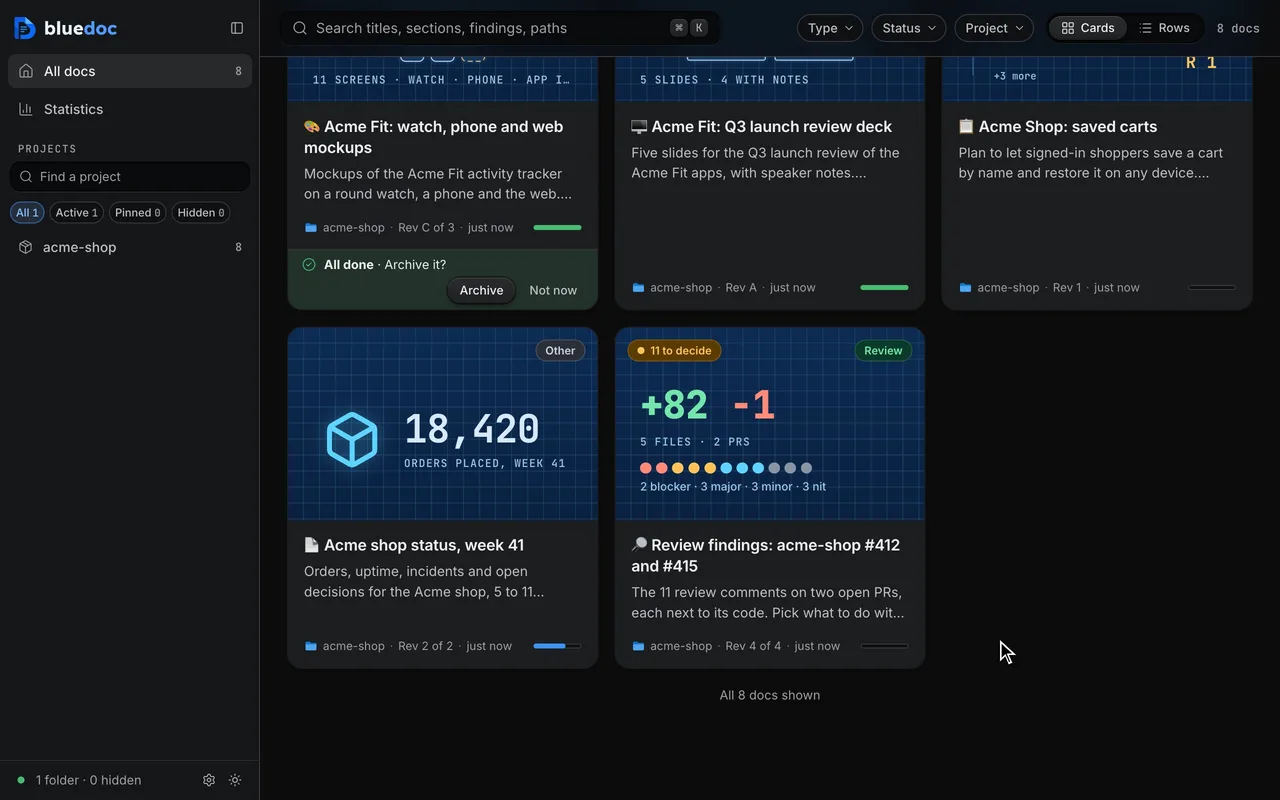 bluedoc
Search titles, sections, findings, paths
⌘ K
Type
Status
Project
Cards
Rows
8 docs
All docs 8
Statistics
PROJECTS
Find a project
All 1
Active 1
Pinned 0
Hidden 0
acme-shop 8
11 SCREENS · WATCH · PHONE · APP I…
Acme Fit: watch, phone and web
mockups
Mockups of the Acme Fit activity tracker
on a round watch, a phone and the web.…
acme-shop · Rev C of 3 · just now
All done · Archive it?
Archive
Not now
5 SLIDES · 4 WITH NOTES
Acme Fit: Q3 launch review deck
Five slides for the Q3 launch review of the
Acme Fit apps, with speaker notes.…
acme-shop · Rev A · just now
+3 more
R 1
Acme Shop: saved carts
Plan to let signed-in shoppers save a cart
by name and restore it on any device.…
acme-shop · Rev 1 · just now
Other
18,420
ORDERS PLACED, WEEK 41
Acme shop status, week 41
Orders, uptime, incidents and open
decisions for the Acme shop, 5 to 11…
acme-shop · Rev 2 of 2 · just now
11 to decide
Review
+82 -1
5 FILES · 2 PRS
2 blocker · 3 major · 3 minor · 3 nit
Review findings: acme-shop #412
and #415
The 11 review comments on two open PRs,
each next to its code. Pick what to do wit…
acme-shop · Rev 4 of 4 · just now
All 8 docs shown
1 folder · 0 hidden